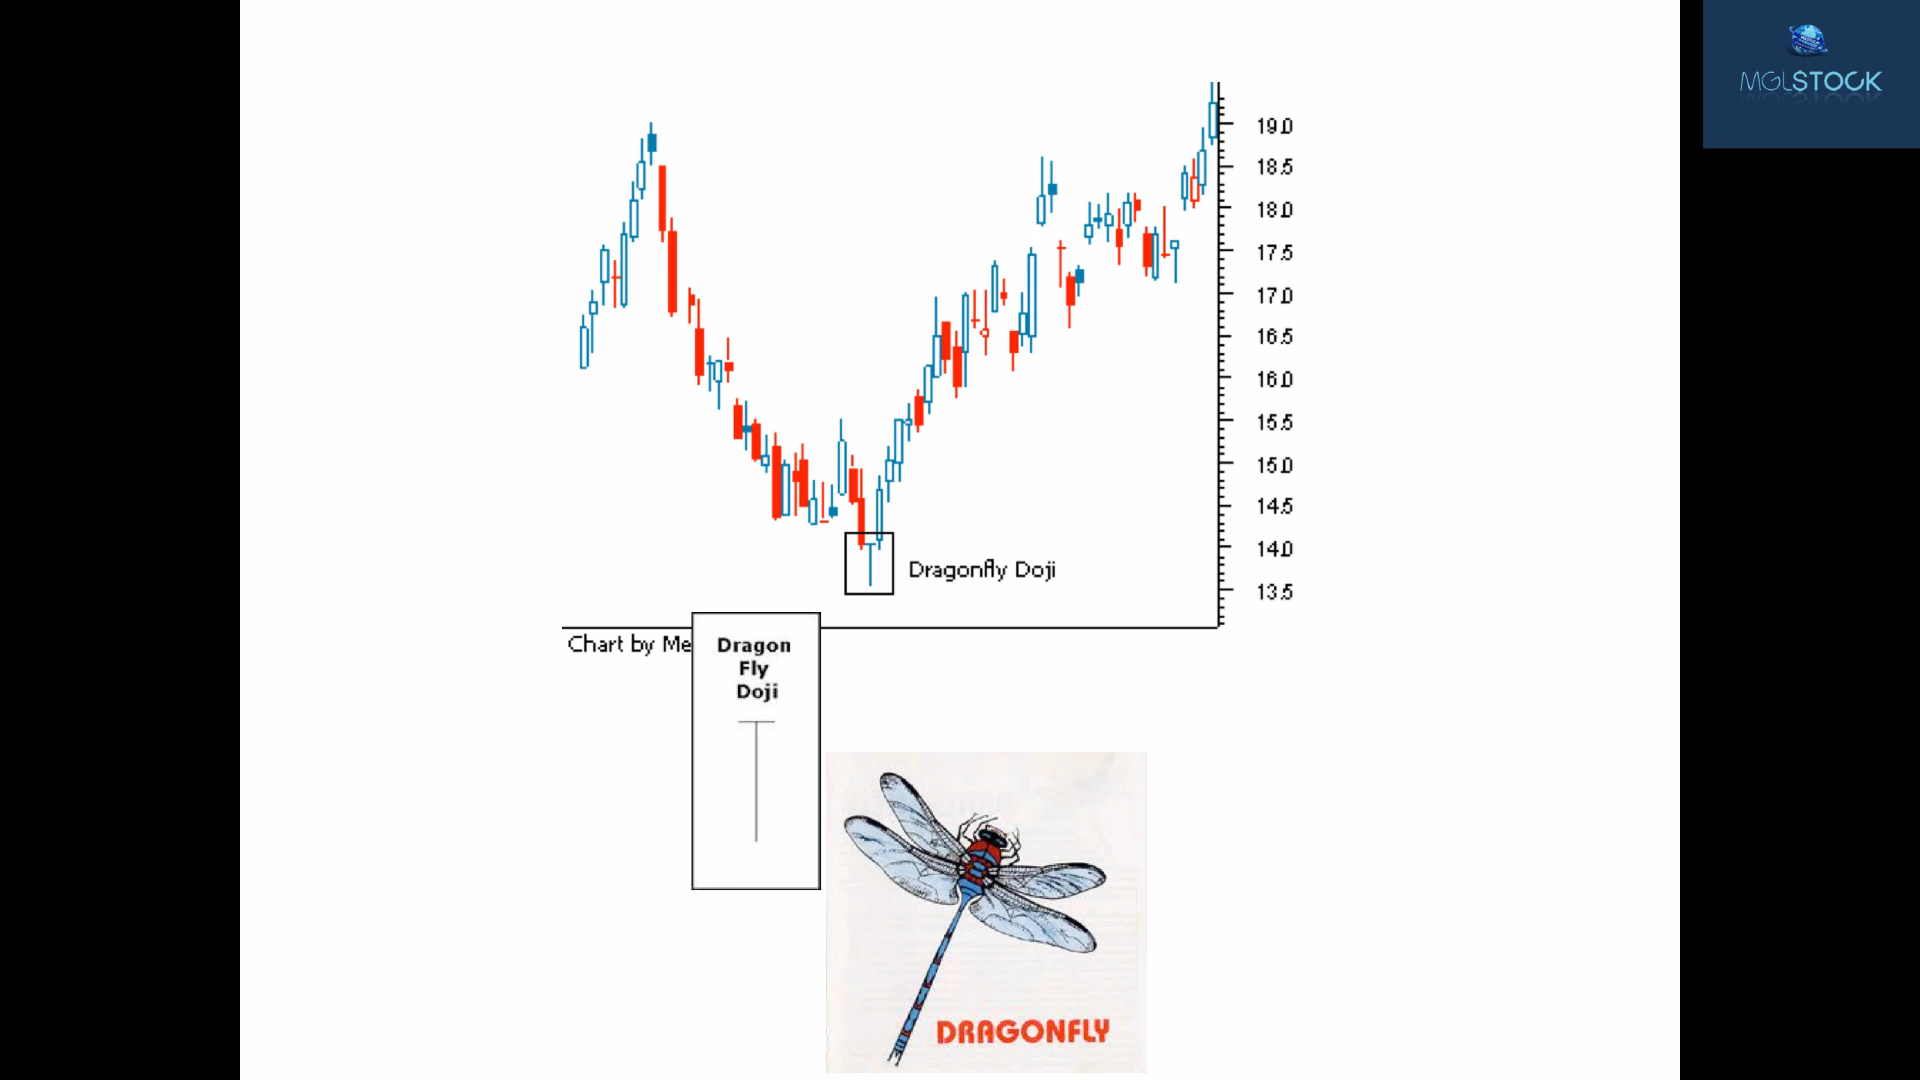 MGLSTOCK
19.0
18.5
18.0
17.5
17.0
16.5
16.0
15.5
15.0
14.5
14.0
13.5
Dragonfly Doji
Chart by Me
Dragon
Fly
Doji
DRAGONFLY